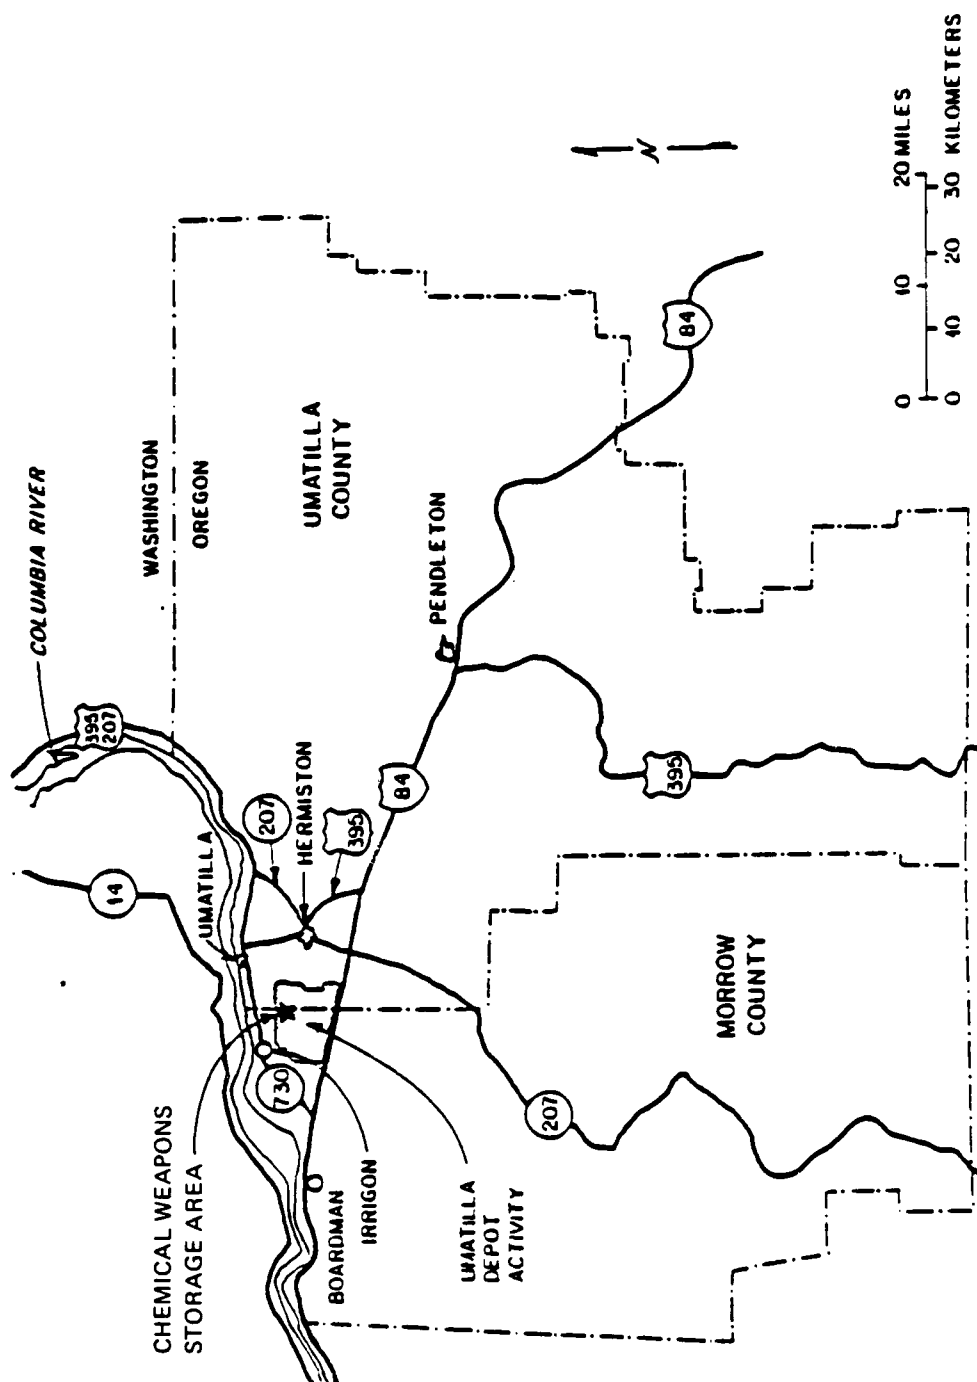 COLUMBIA RIVER
395
207
14
WASHINGTON
CHEMICAL WEAPONS
STORAGE AREA
OREGON
UMATILLA
207
730
HERMISTON
UMATILLA
COUNTY
BOARDMAN
395
IRRIGON
84
PENDLETON
UMATILLA
DEPOT
ACTIVITY
207
N
395
84
MORROW
COUNTY
0 10 20 MILES
0 10 20 30 KILOMETERS